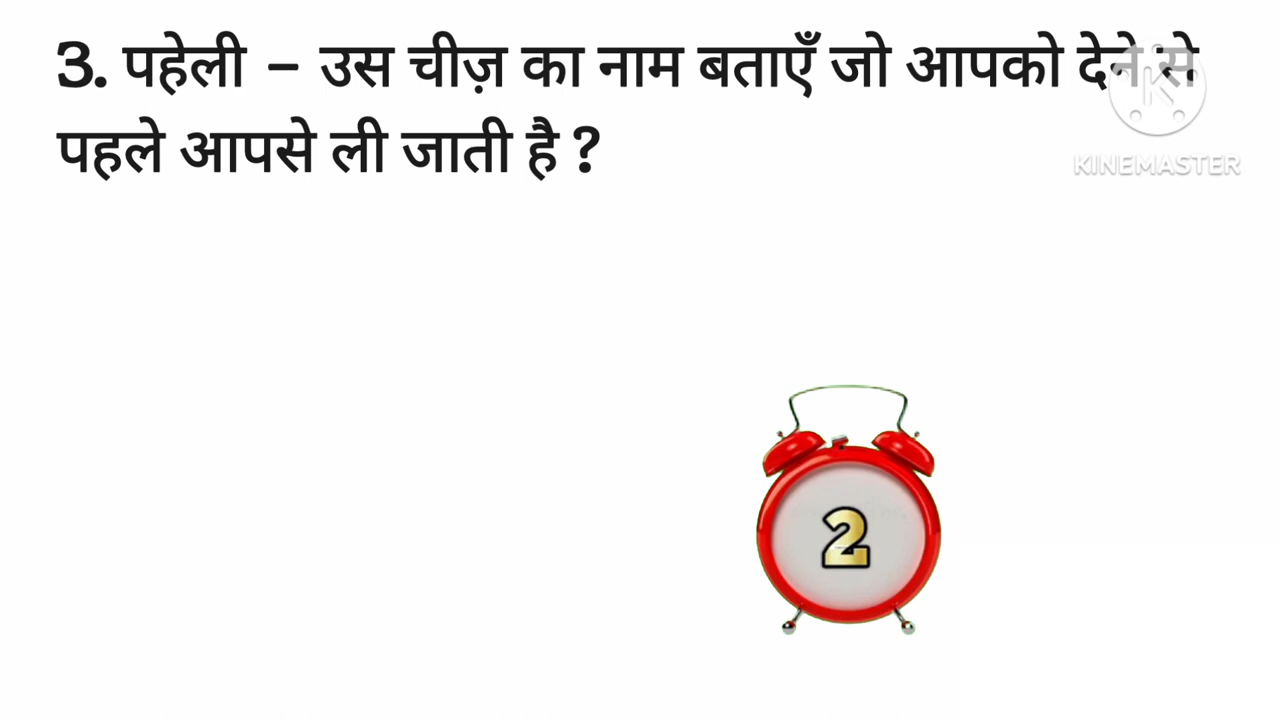 3. पहेली – उस चीज़ का नाम बताएँ जो आपको देने से
पहले आपसे ली जाती है ?
KINEMASTER
2